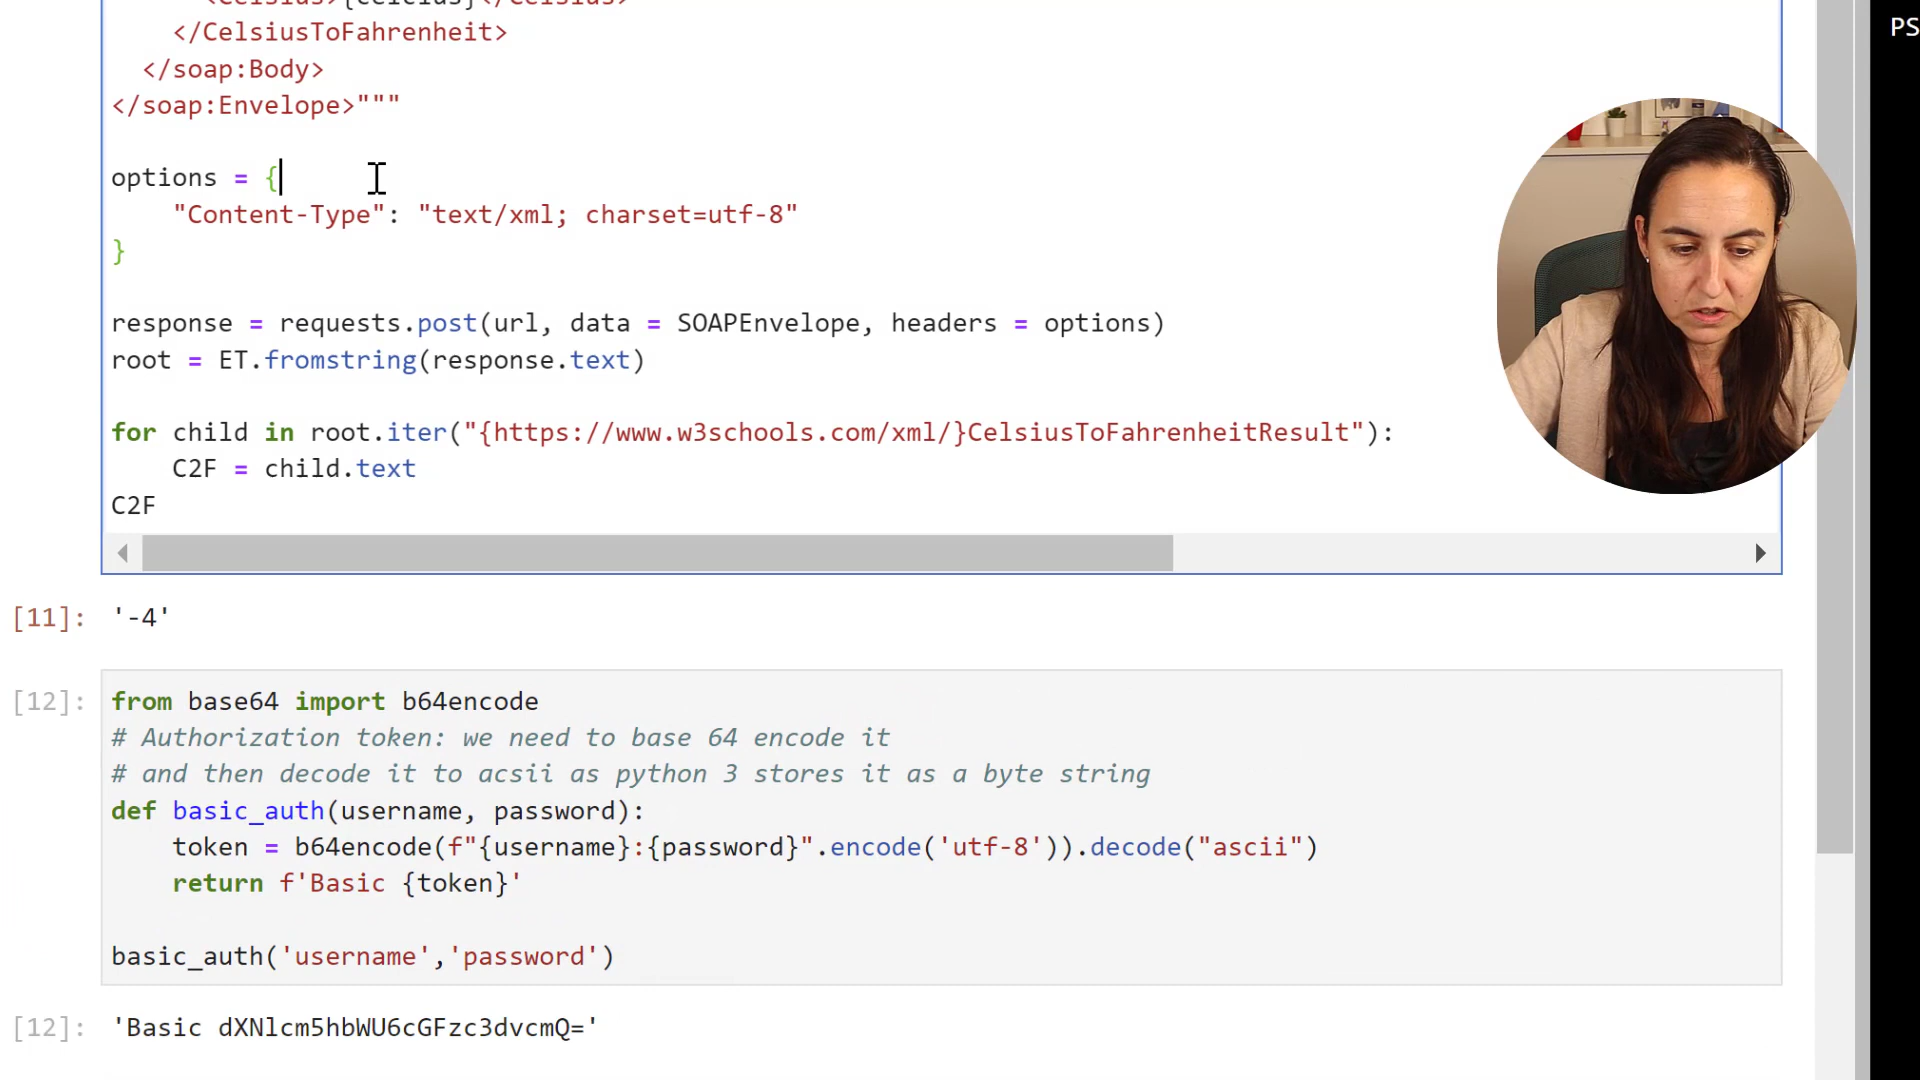 <Celsius>{celcius}</Celsius>
</CelsiusToFahrenheit>
</soap:Body>
</soap:Envelope>"""
options = {
"Content-Type": "text/xml; charset=utf-8"
}
response = requests.post(url, data = SOAPEnvelope, headers = options)
root = ET.fromstring(response.text)
for child in root.iter("{https://www.w3schools.com/xml/}CelsiusToFahrenheitResult"):
C2F = child.text
C2F
[11]: '-4'
[12]: from base64 import b64encode
# Authorization token: we need to base 64 encode it
# and then decode it to acsii as python 3 stores it as a byte string
def basic_auth(username, password):
token = b64encode(f"{username}:{password}".encode('utf-8')).decode("ascii")
return f'Basic {token}'
basic_auth('username','password')
[12]: 'Basic dXNlcm5hbWU6cGFzc3dvcmQ='
PS